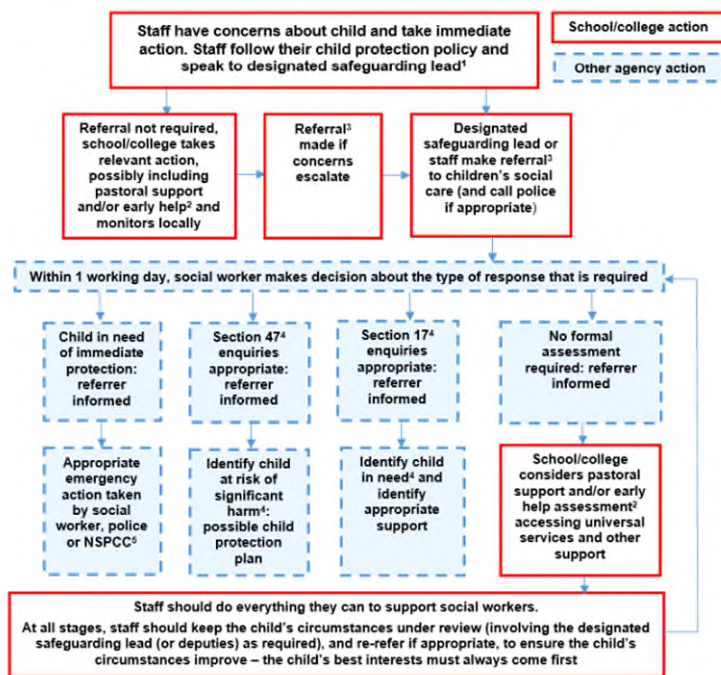 Staff have concerns about child and take immediate
action. Staff follow their child protection policy and
speak to designated safeguarding lead¹
School/college action
Other agency action
Referral not required,
school/college takes
relevant action,
possibly including
pastoral support
and/or early help² and
monitors locally
Referral³
made if
concerns
escalate
Designated
safeguarding lead or
staff make referral³
to children's social
care (and call police
if appropriate)
Within 1 working day, social worker makes decision about the type of response that is required
Child in need
of immediate
protection:
referrer
informed
Section 47⁴
enquiries
appropriate:
referrer
informed
Section 17⁴
enquiries
appropriate:
referrer
informed
No formal
assessment
required: referrer
informed
Appropriate
emergency
action taken
by social
worker, police
or NSPCC⁵
Identify child
at risk of
significant
harm⁴:
possible child
protection
plan
Identify child
in need⁴ and
identify
appropriate
support
School/college
considers pastoral
support and/or early
help assessment²
accessing universal
services and other
support
Staff should do everything they can to support social workers.
At all stages, staff should keep the child's circumstances under review (involving the designated
safeguarding lead (or deputies) as required), and re-refer if appropriate, to ensure the child's
circumstances improve – the child's best interests must always come first